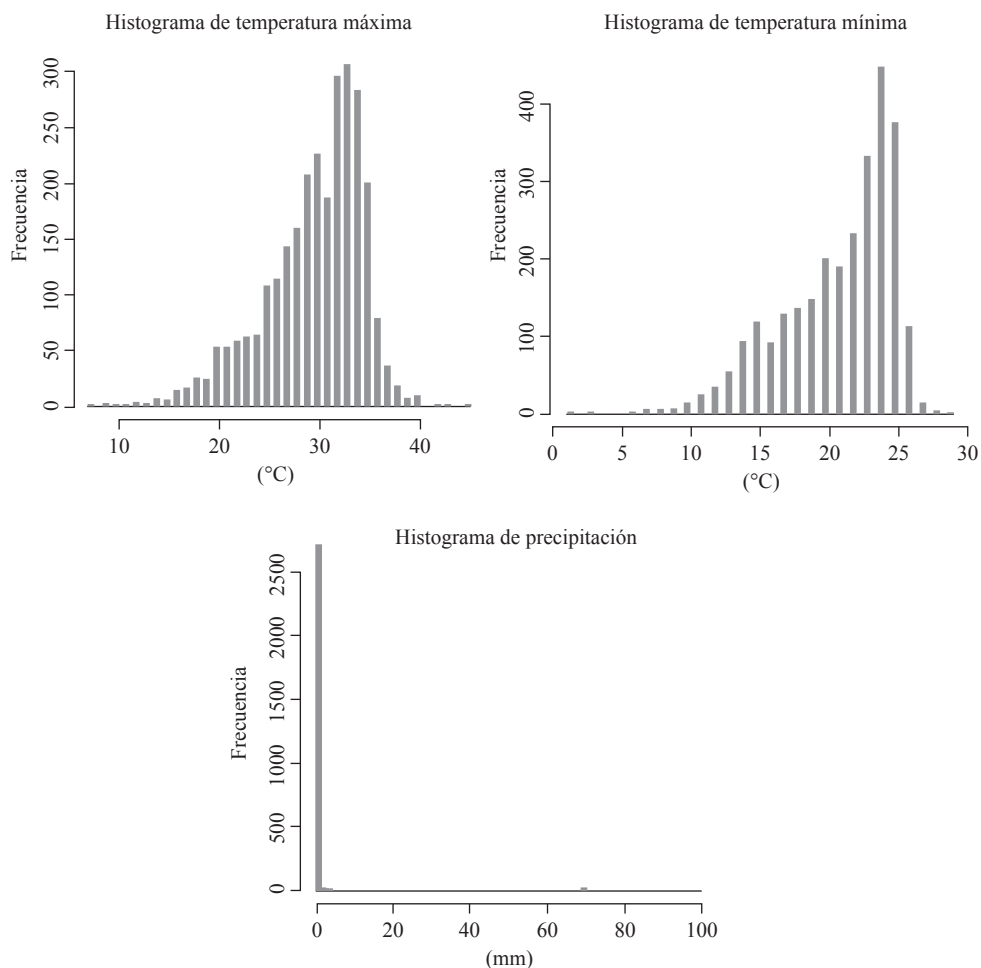 Histograma de temperatura máxima
Frecuencia
0 50 100 150 200 250 300
10 20 30 40
(°C)
Histograma de temperatura mínima
Frecuencia
0 100 200 300 400
0 5 10 15 20 25 30
(°C)
Histograma de precipitación
Frecuencia
0 500 1000 1500 2000 2500
0 20 40 60 80 100
(mm)